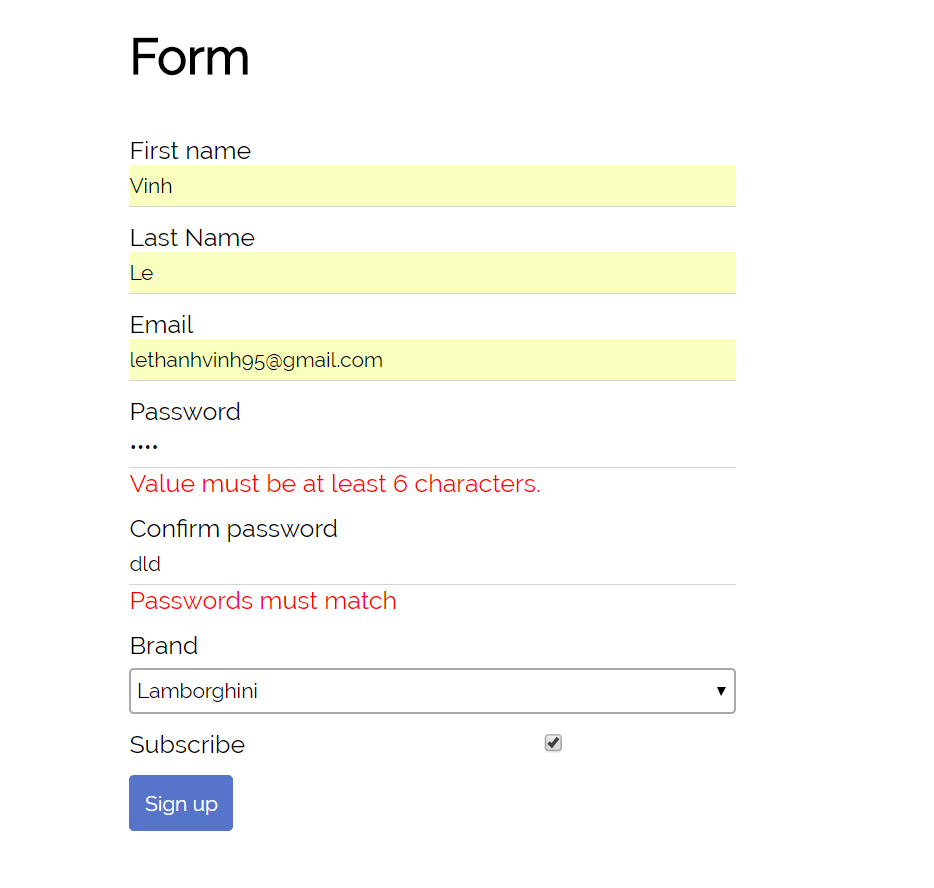 Form
First name
Vinh
Last Name
Le
Email
lethanhvinh95@gmail.com
Password
••••
Value must be at least 6 characters.
Confirm password
dld
Passwords must match
Brand
Lamborghini
Subscribe
Sign up